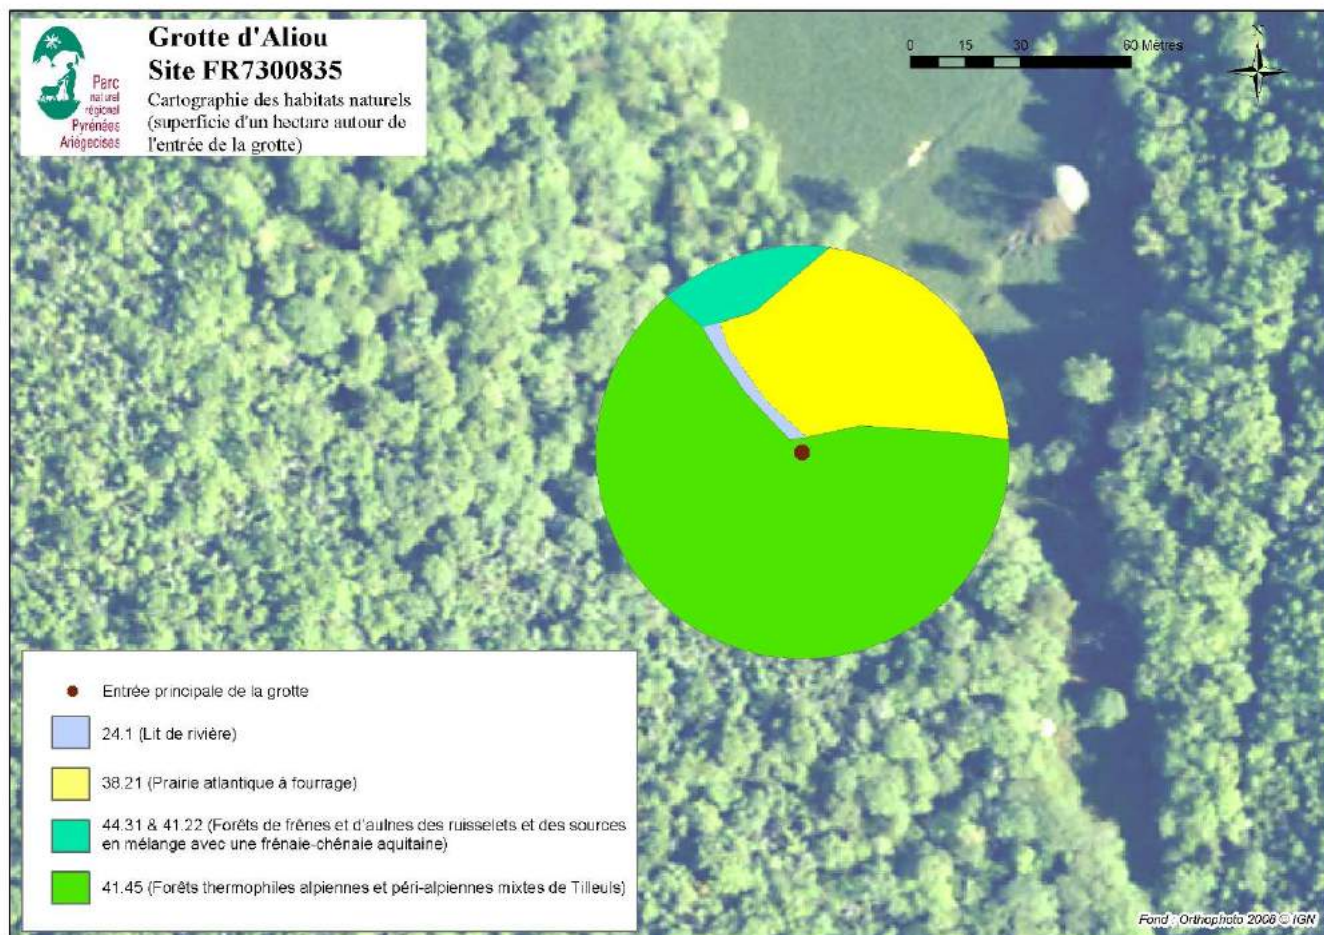 Grotte d'Aliou
Site FR7300835
Cartographie des habitats naturels
(superficie d'un hectare autour de
l'entrée de la grotte)
Parc
naturel
régional
Pyrénées
Ariégeoises
0 15 30 60 Mètres
N
Entrée principale de la grotte
24.1 (Lit de rivière)
38.21 (Prairie atlantique à fourrage)
44.31 & 41.22 (Forêts de frênes et d'aulnes des ruisselets et des sources
en mélange avec une frênaie-chênaie aquitaine)
41.45 (Forêts thermophiles alpiennes et péri-alpiennes mixtes de Tilleuls)
Fond : Orthophoto 2008 © IGN